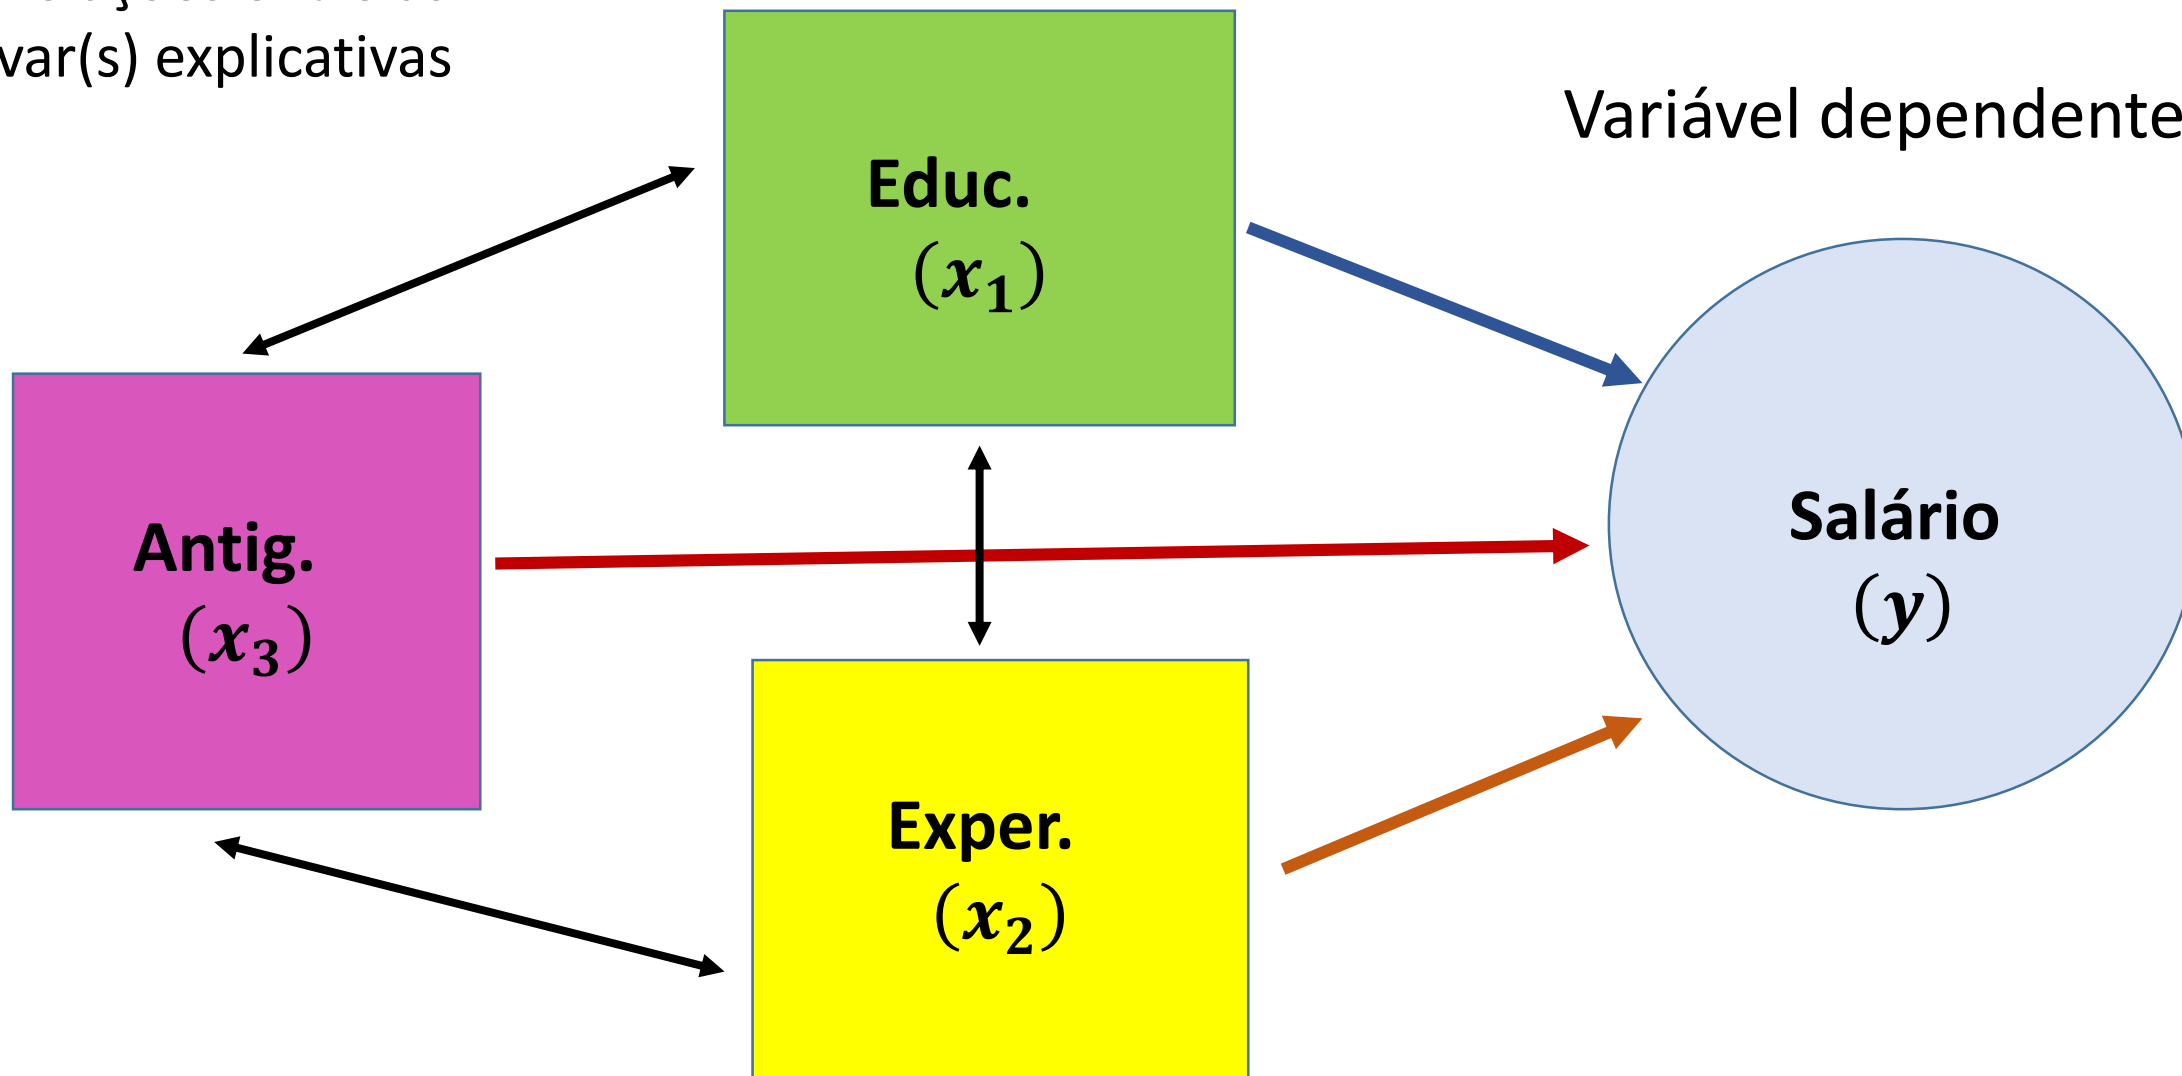 var(s) explicativas
Variável dependente
Educ.
(x₁)
Antig.
(x₃)
Salário
(y)
Exper.
(x₂)